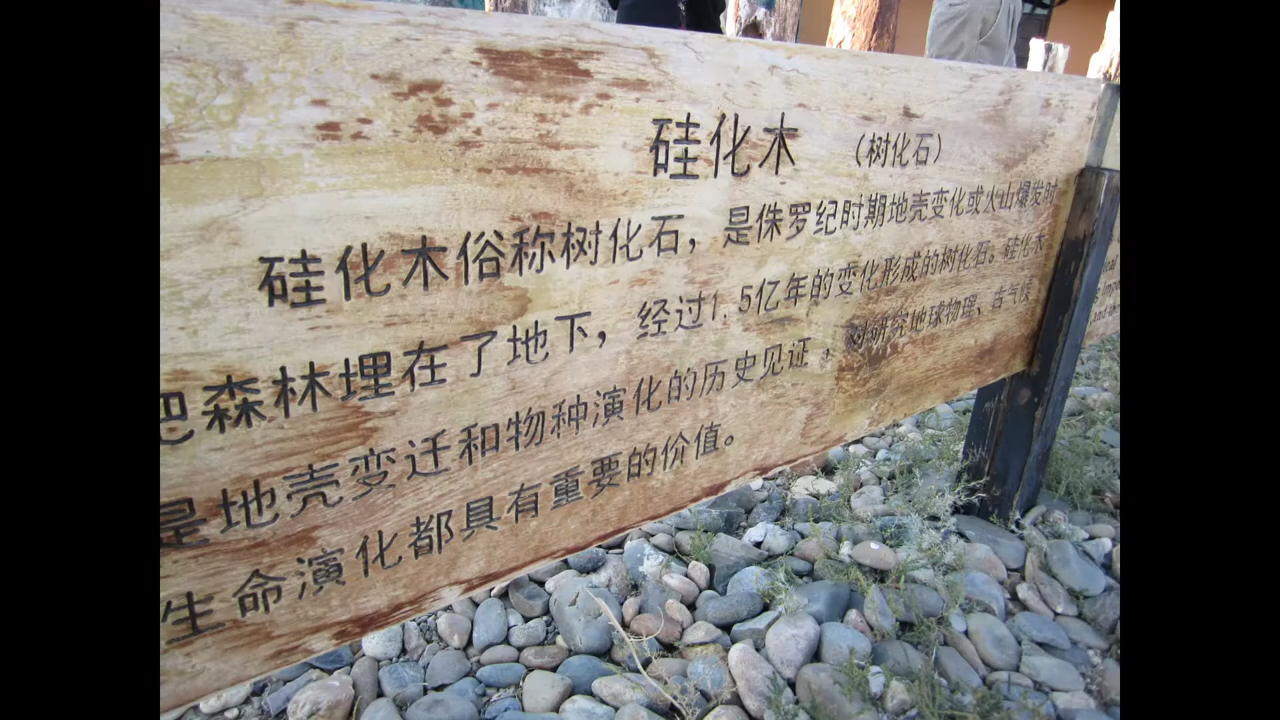 硅化木 （树化石）
硅化木俗称树化石，是侏罗纪时期地壳变化或火山爆发时
把森林埋在了地下，经过1.5亿年的变化形成的树化石。硅化木
是地壳变迁和物种演化的历史见证，对研究地球物理、古气候
生命演化都具有重要的价值。